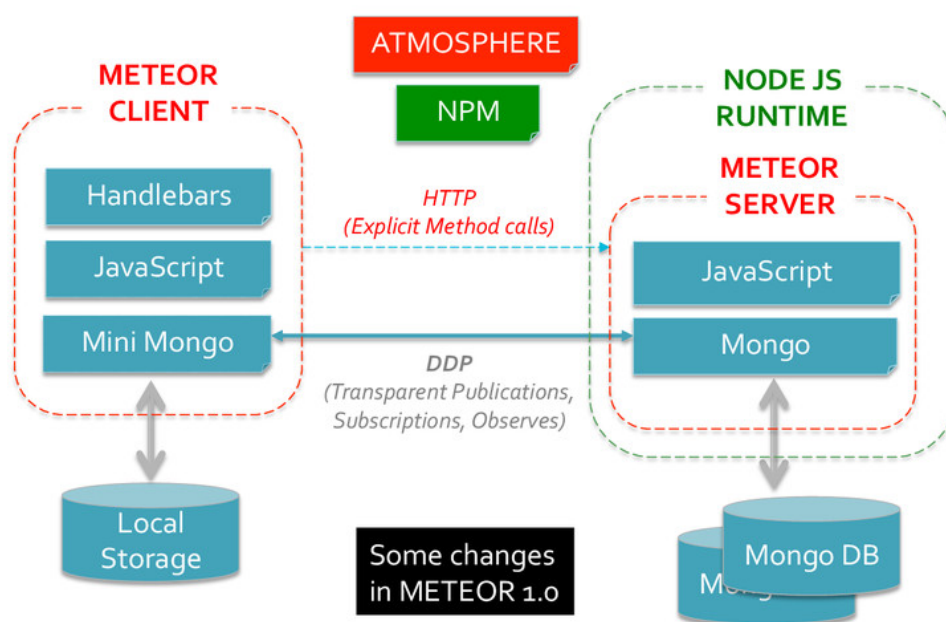 ATMOSPHERE
NPM
METEOR
CLIENT
Handlebars
JavaScript
Mini Mongo
Local
Storage
HTTP
(Explicit Method calls)
DDP
(Transparent Publications,
Subscriptions, Observes)
NODE JS
RUNTIME
METEOR
SERVER
JavaScript
Mongo
Mongo DB
Some changes
in METEOR 1.0